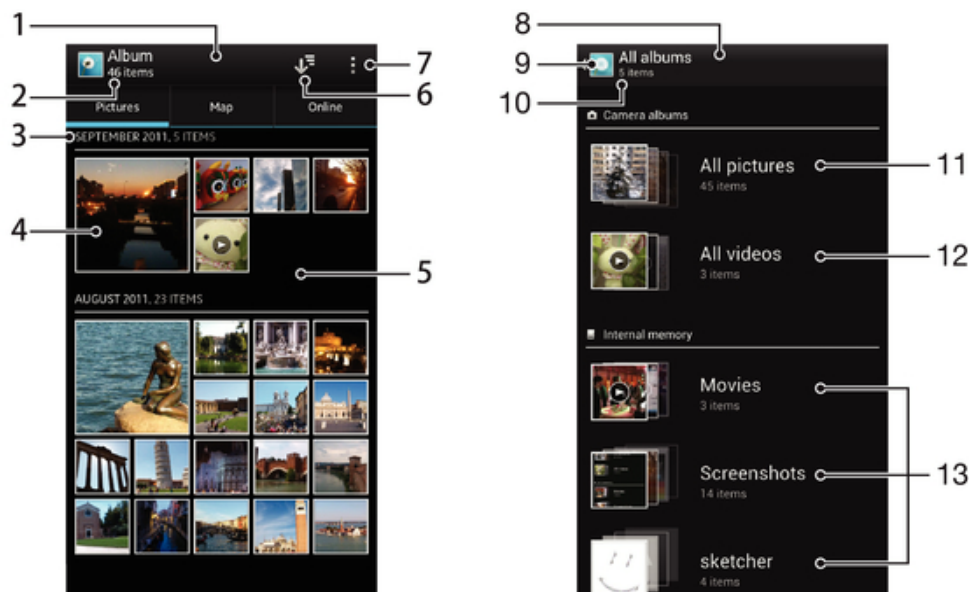 1
8
Album
46 items
7
All albums
5 items
9
2
6
10
Pictures
Map
Online
3
SEPTEMBER 2011, 5 ITEMS
Camera albums
All pictures
45 items
11
4
5
All videos
3 items
12
AUGUST 2011, 23 ITEMS
Internal memory
Movies
3 items
Screenshots
14 items
13
sketcher
4 items